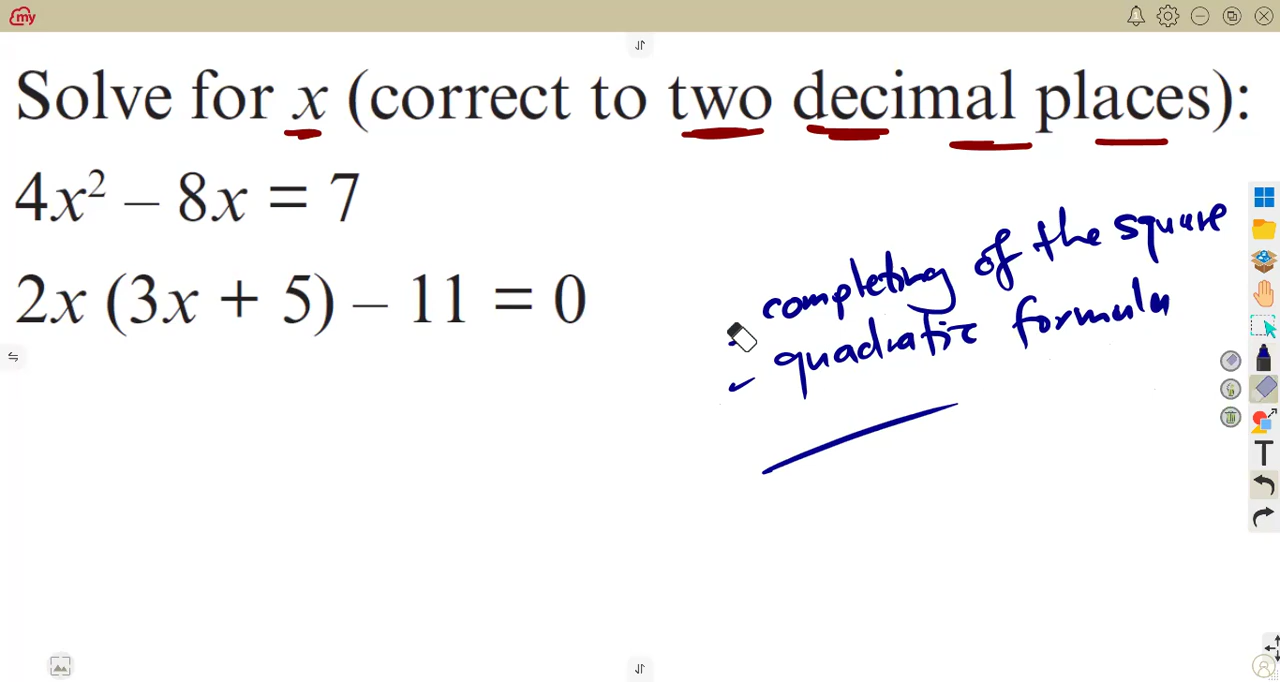 my
Solve for x (correct to two decimal places):
4x² – 8x = 7
2x (3x + 5) – 11 = 0
completing of the square
quadratic formula
T